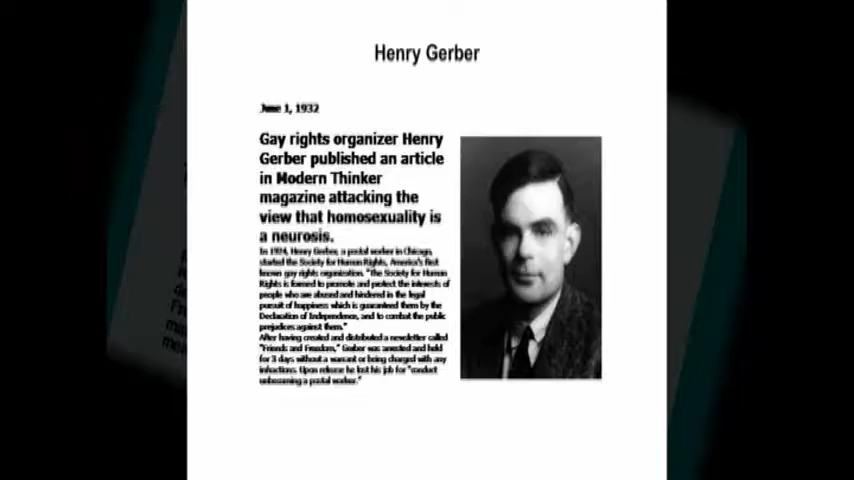 Henry Gerber
June 1, 1932
Gay rights organizer Henry
Gerber published an article
in Modern Thinker
magazine attacking the
view that homosexuality is
a neurosis.
In 1924, Henry Gerber, a postal worker in Chicago,
started the Society for Human Rights, America's first
known gay rights organization. "The Society for Human
Rights is formed to promote and protect the interests of
people who are abused and hindered in the legal
pursuit of happiness which is guaranteed them by the
Declaration of Independence, and to combat the public
prejudices against them."
After having created and distributed a newsletter called
"Friends and Freedom," Gerber was arrested and held
for 3 days without a warrant or being charged with any
infractions. Upon release he lost his job for "conduct
unbecoming a postal worker."